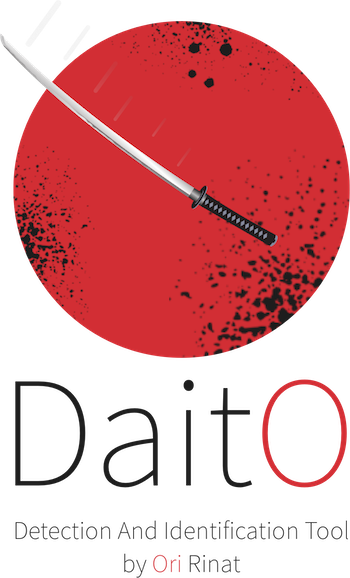 DaitO
Detection And Identification Tool
by Ori Rinat